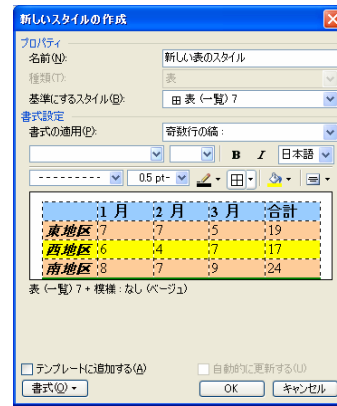 新しいスタイルの作成
プロパティ
名前(N): 新しい表のスタイル
種類(T): 表
基準にするスタイル(B): 表 (一覧) 7
書式設定
書式の適用(P): 奇数行の縞 :
B I 日本語
0.5 pt
1月 2月 3月 合計
東地区 7 7 5 19
西地区 6 4 7 17
南地区 8 7 9 24
表 (一覧) 7 + 模様 : なし (ベージュ)
テンプレートに追加する(A) 自動的に更新する(U)
書式(O) OK キャンセル